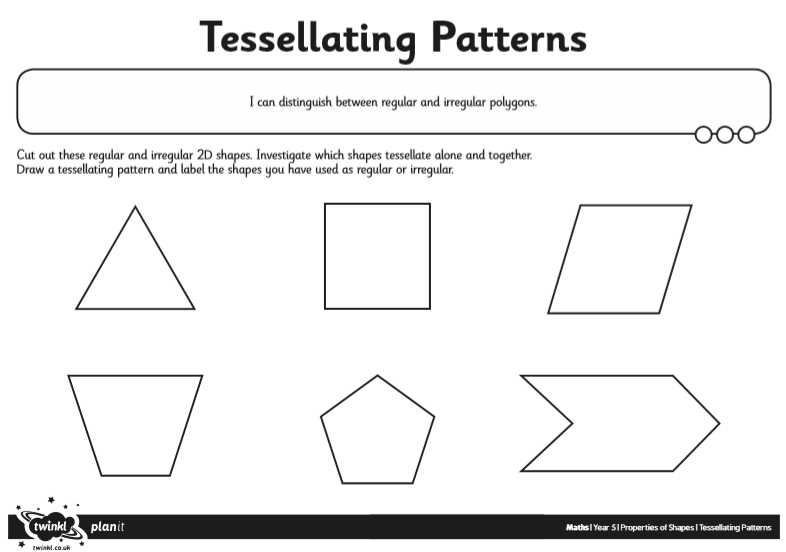 Tessellating Patterns
I can distinguish between regular and irregular polygons.
Cut out these regular and irregular 2D shapes. Investigate which shapes tessellate alone and together.
Draw a tessellating pattern and label the shapes you have used as regular or irregular.
twinkl
planit
twinkl.co.uk
Maths | Year 5 | Properties of Shapes | Tessellating Patterns